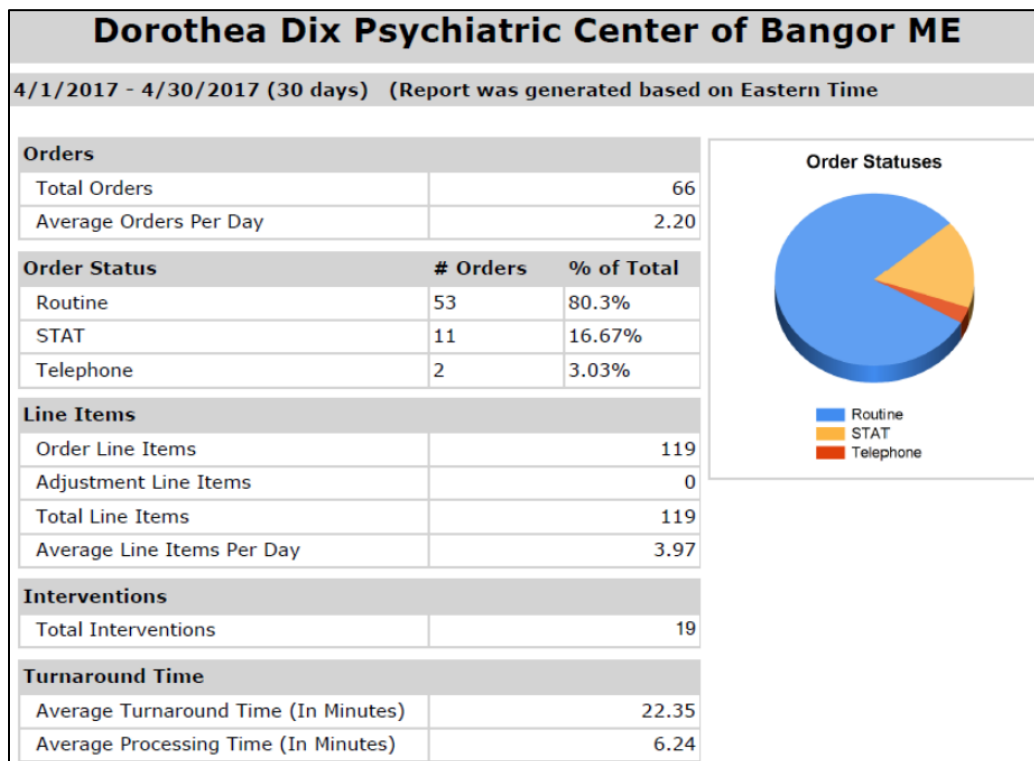 Dorothea Dix Psychiatric Center of Bangor ME
4/1/2017 - 4/30/2017 (30 days) (Report was generated based on Eastern Time
Orders
Total Orders 66
Average Orders Per Day 2.20
Order Status # Orders % of Total
Routine 53 80.3%
STAT 11 16.67%
Telephone 2 3.03%
Line Items
Order Line Items 119
Adjustment Line Items 0
Total Line Items 119
Average Line Items Per Day 3.97
Interventions
Total Interventions 19
Turnaround Time
Average Turnaround Time (In Minutes) 22.35
Average Processing Time (In Minutes) 6.24
Order Statuses
Routine
STAT
Telephone